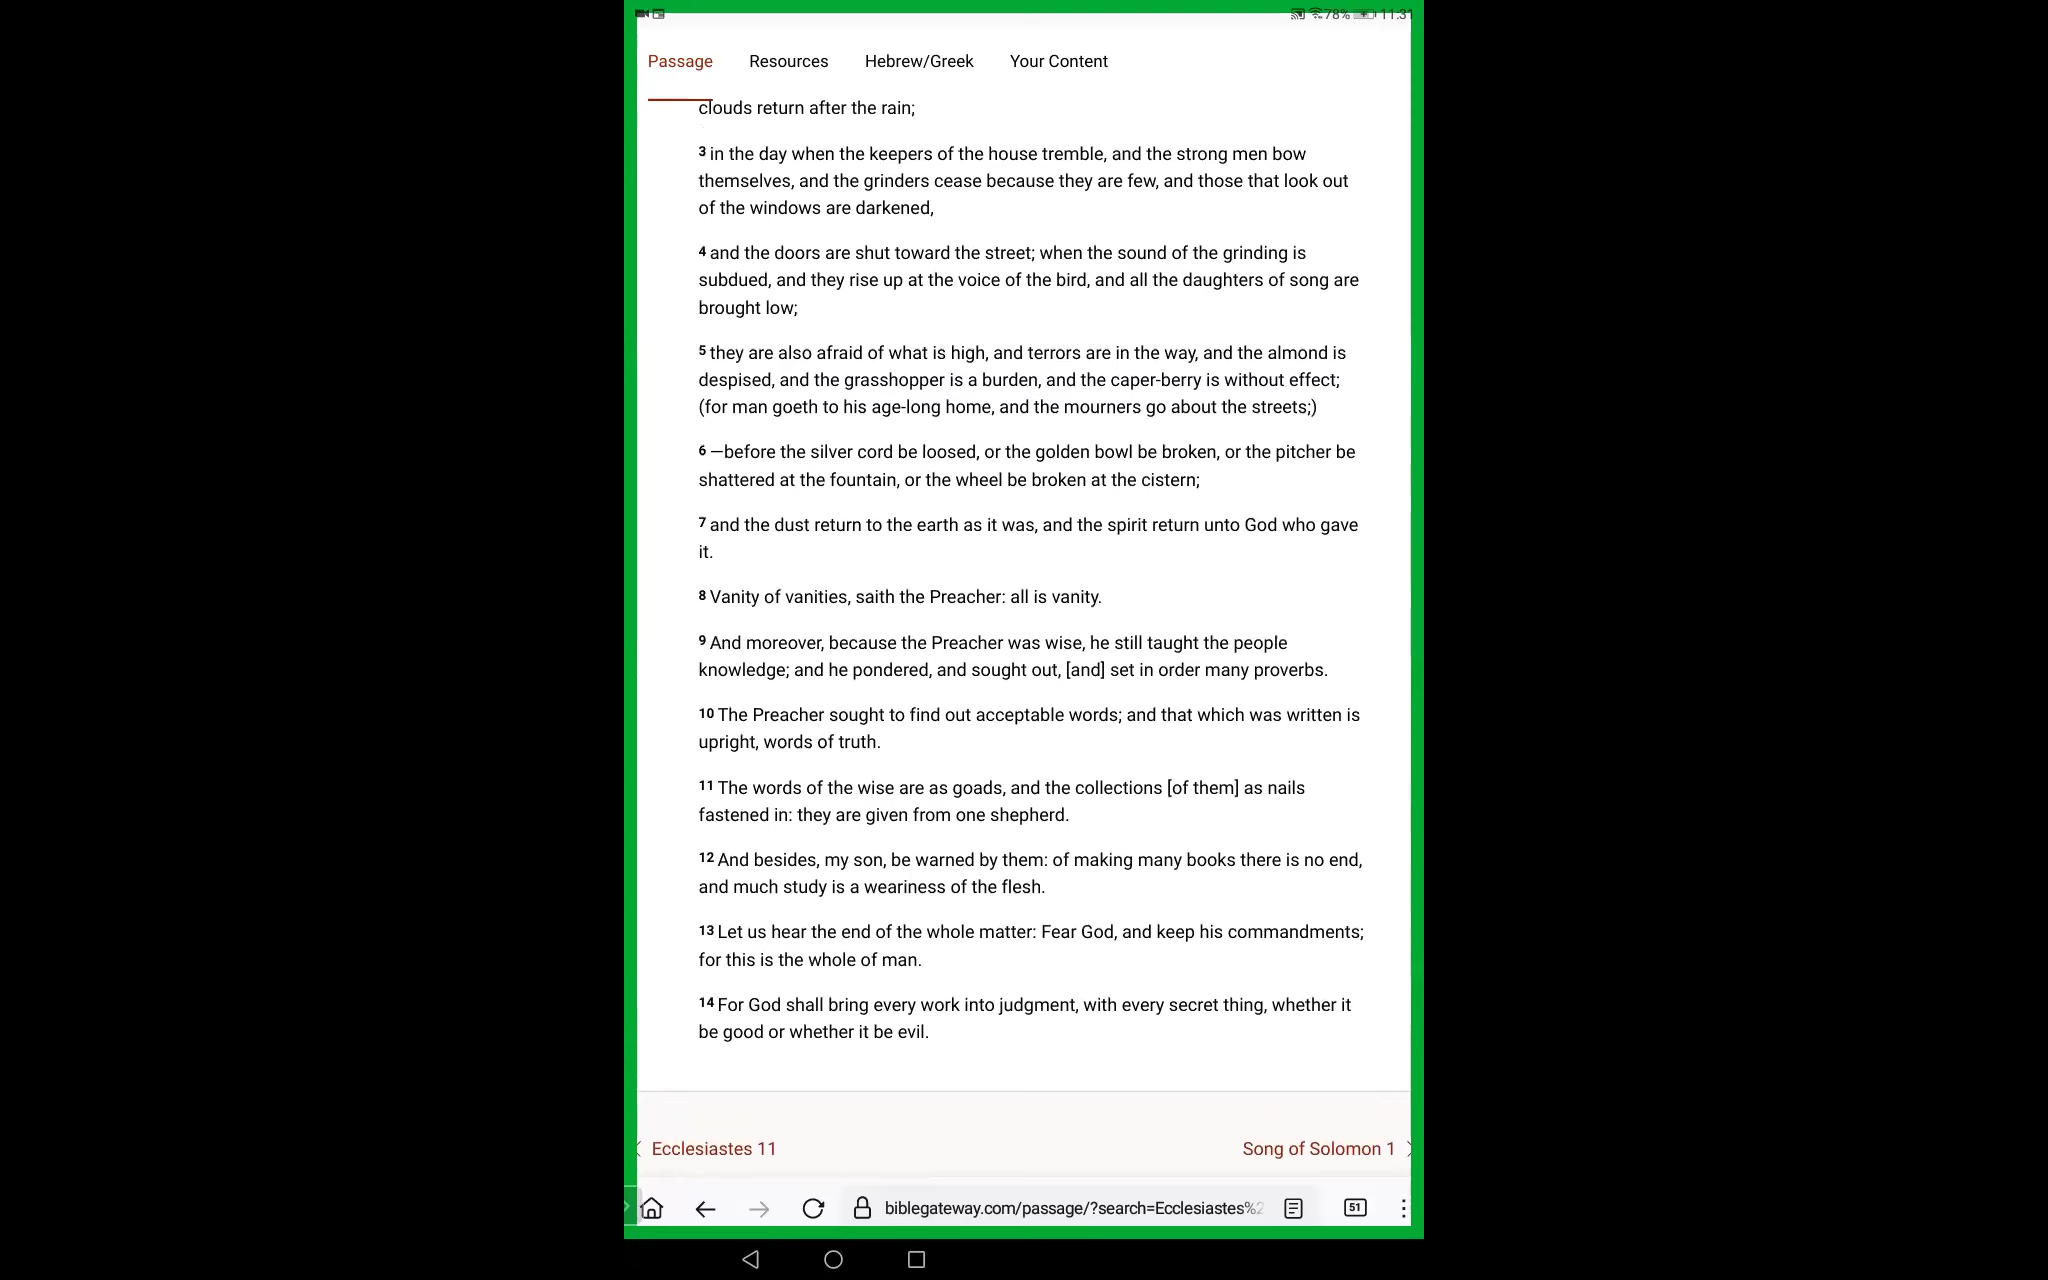 78% 11:31
Passage Resources Hebrew/Greek Your Content
clouds return after the rain;
3 in the day when the keepers of the house tremble, and the strong men bow
themselves, and the grinders cease because they are few, and those that look out
of the windows are darkened,
4 and the doors are shut toward the street; when the sound of the grinding is
subdued, and they rise up at the voice of the bird, and all the daughters of song are
brought low;
5 they are also afraid of what is high, and terrors are in the way, and the almond is
despised, and the grasshopper is a burden, and the caper-berry is without effect;
(for man goeth to his age-long home, and the mourners go about the streets;)
6 —before the silver cord be loosed, or the golden bowl be broken, or the pitcher be
shattered at the fountain, or the wheel be broken at the cistern;
7 and the dust return to the earth as it was, and the spirit return unto God who gave
it.
8 Vanity of vanities, saith the Preacher: all is vanity.
9 And moreover, because the Preacher was wise, he still taught the people
knowledge; and he pondered, and sought out, [and] set in order many proverbs.
10 The Preacher sought to find out acceptable words; and that which was written is
upright, words of truth.
11 The words of the wise are as goads, and the collections [of them] as nails
fastened in: they are given from one shepherd.
12 And besides, my son, be warned by them: of making many books there is no end,
and much study is a weariness of the flesh.
13 Let us hear the end of the whole matter: Fear God, and keep his commandments;
for this is the whole of man.
14 For God shall bring every work into judgment, with every secret thing, whether it
be good or whether it be evil.
Ecclesiastes 11 Song of Solomon 1
biblegateway.com/passage/?search=Ecclesiastes%2 51